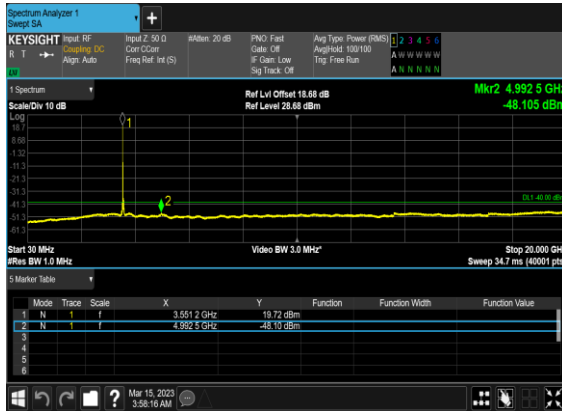 Spectrum Analyzer 1
Swept SA
+
KEYSIGHT
R T
Input: RF
Coupling: DC
Align: Auto
Input Z: 50 Ω
Corr CCorr
Freq Ref: Int (S)
#Atten: 20 dB
PNO: Fast
Gate: Off
IF Gain: Low
Sig Track: Off
Avg Type: Power (RMS)
Avg|Hold: 100/100
Trig: Free Run
1 2 3 4 5 6
A W W W W W
A N N N N N
1 Spectrum
Scale/Div 10 dB
Ref Lvl Offset 18.68 dB
Ref Level 28.68 dBm
Mkr2 4.992 5 GHz
-48.105 dBm
Log
18.7
8.68
-1.32
-11.3
-21.3
-31.3
-41.3
-51.3
-61.3
1
2
DL1 -40.00 dBm
Start 30 MHz
#Res BW 1.0 MHz
Video BW 3.0 MHz*
Stop 20.000 GHz
Sweep 34.7 ms (40001 pts)
5 Marker Table
Mode Trace Scale X Y Function Function Width Function Value
1 N 1 f 3.551 2 GHz 19.72 dBm
2 N 1 f 4.992 5 GHz -48.10 dBm
3
4
5
6
?
Mar 15, 2023
3:58:16 AM